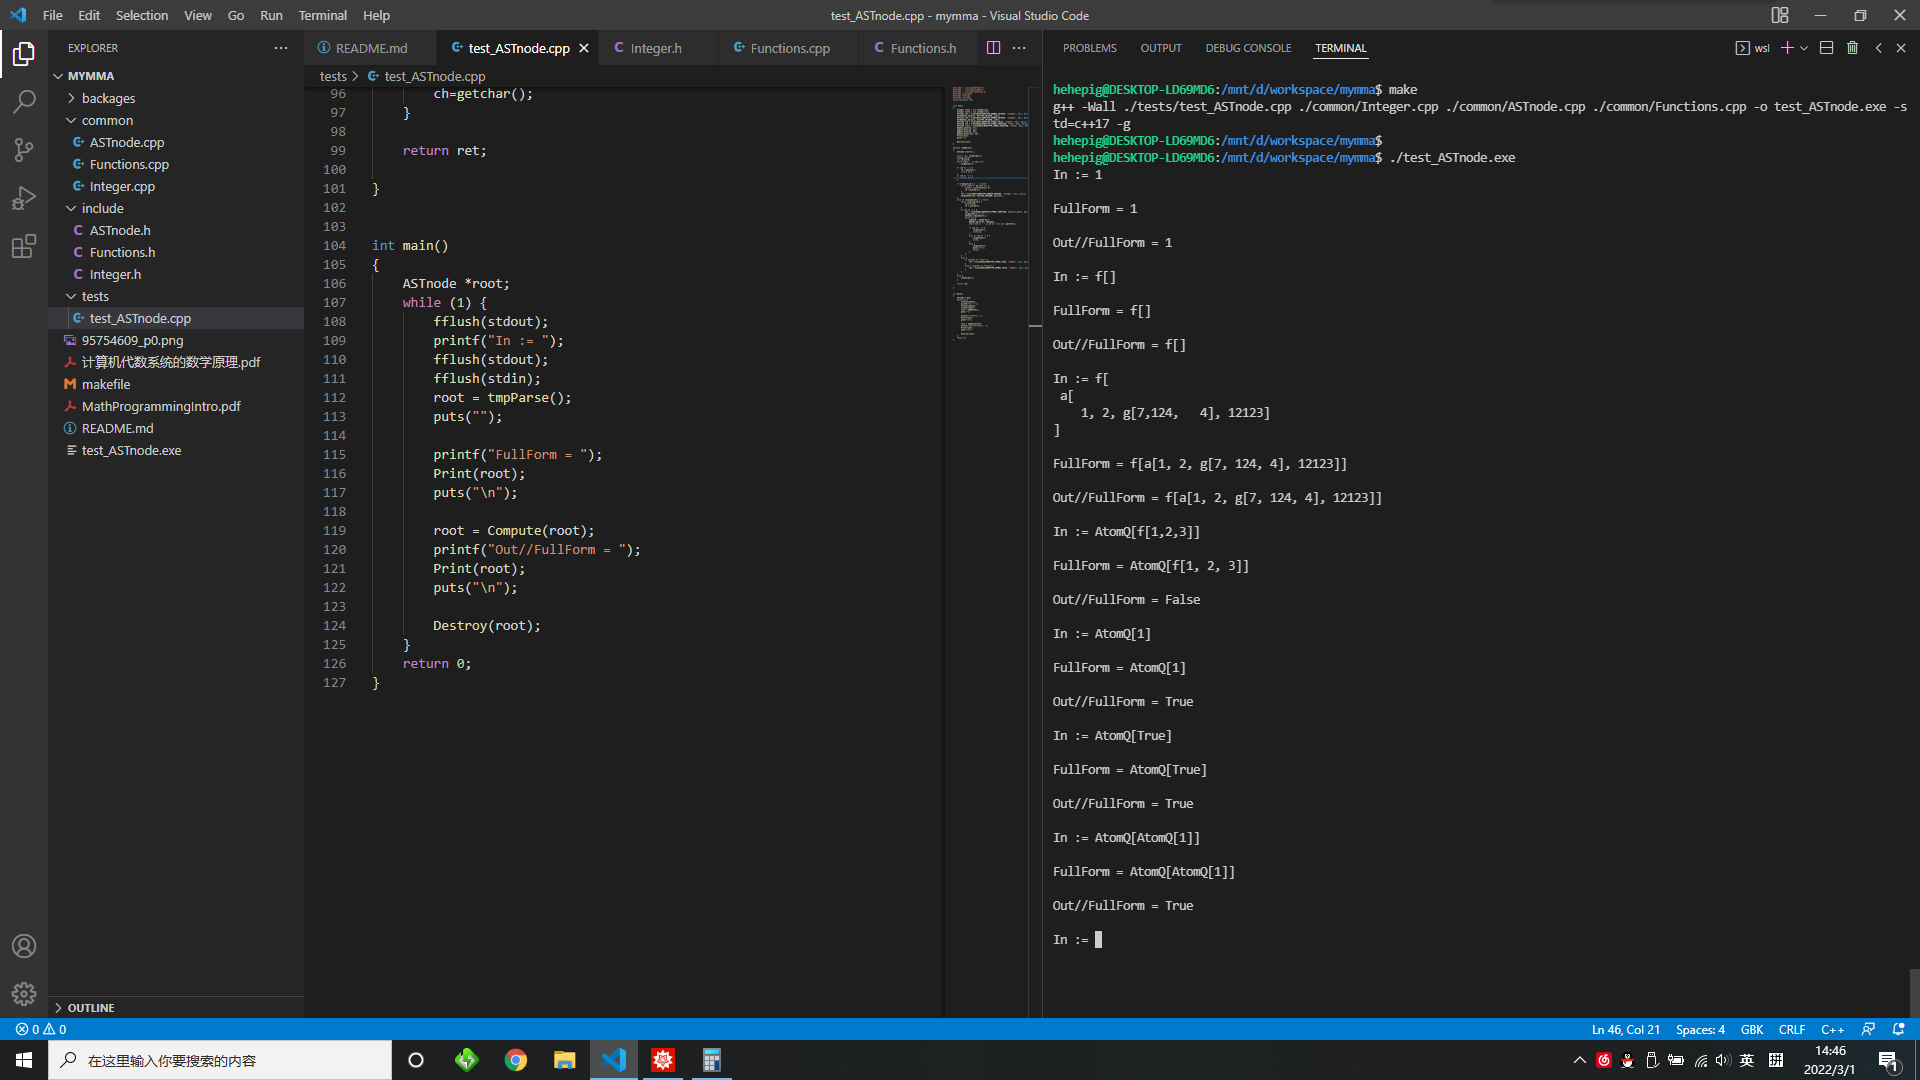 File Edit Selection View Go Run Terminal Help
test_ASTnode.cpp - mymma - Visual Studio Code
EXPLORER
MYMMA
backages
common
ASTnode.cpp
Functions.cpp
Integer.cpp
include
ASTnode.h
Functions.h
Integer.h
tests
test_ASTnode.cpp
95754609_p0.png
计算机代数系统的数学原理.pdf
makefile
MathProgrammingIntro.pdf
README.md
test_ASTnode.exe
OUTLINE
README.md test_ASTnode.cpp Integer.h Functions.cpp Functions.h
tests > test_ASTnode.cpp
96 ch=getchar();
97 }
98
99 return ret;
100
101 }
102
103
104 int main()
105 {
106 ASTnode *root;
107 while (1) {
108 fflush(stdout);
109 printf("In := ");
110 fflush(stdout);
111 fflush(stdin);
112 root = tmpParse();
113 puts("");
114
115 printf("FullForm = ");
116 Print(root);
117 puts("\n");
118
119 root = Compute(root);
120 printf("Out//FullForm = ");
121 Print(root);
122 puts("\n");
123
124 Destroy(root);
125 }
126 return 0;
127 }
PROBLEMS OUTPUT DEBUG CONSOLE TERMINAL
wsl
hehepig@DESKTOP-LD69MD6:/mnt/d/workspace/mymma$ make
g++ -Wall ./tests/test_ASTnode.cpp ./common/Integer.cpp ./common/ASTnode.cpp ./common/Functions.cpp -o test_ASTnode.exe -s
td=c++17 -g
hehepig@DESKTOP-LD69MD6:/mnt/d/workspace/mymma$
hehepig@DESKTOP-LD69MD6:/mnt/d/workspace/mymma$ ./test_ASTnode.exe
In := 1
FullForm = 1
Out//FullForm = 1
In := f[]
FullForm = f[]
Out//FullForm = f[]
In := f[
a[
1, 2, g[7,124,   4], 12123]
]
FullForm = f[a[1, 2, g[7, 124, 4], 12123]]
Out//FullForm = f[a[1, 2, g[7, 124, 4], 12123]]
In := AtomQ[f[1,2,3]]
FullForm = AtomQ[f[1, 2, 3]]
Out//FullForm = False
In := AtomQ[1]
FullForm = AtomQ[1]
Out//FullForm = True
In := AtomQ[True]
FullForm = AtomQ[True]
Out//FullForm = True
In := AtomQ[AtomQ[1]]
FullForm = AtomQ[AtomQ[1]]
Out//FullForm = True
In :=
0 0
Ln 46, Col 21 Spaces: 4 GBK CRLF C++
在这里输入你要搜索的内容
英
14:46
2022/3/1
1